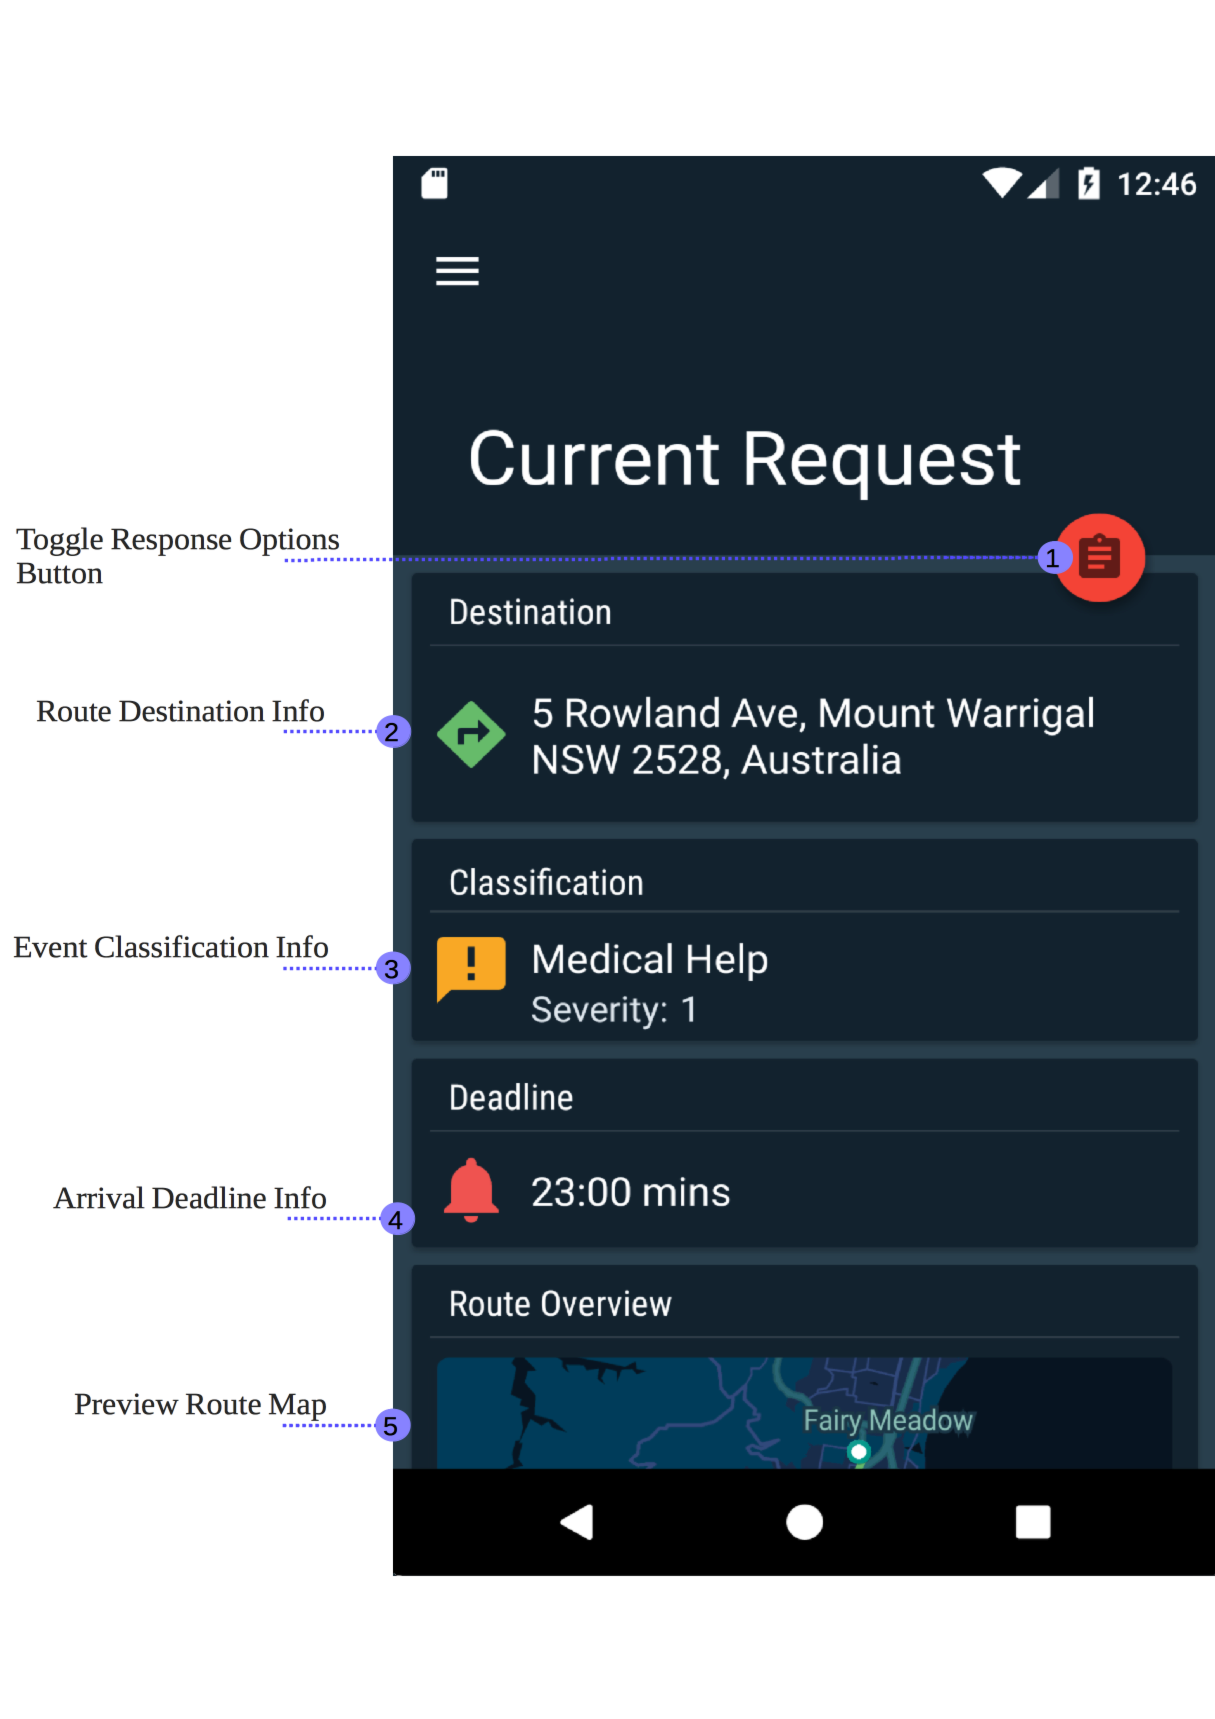 12:46
Current Request
Toggle Response Options
Button
1
Destination
Route Destination Info
2
5 Rowland Ave, Mount Warrigal
NSW 2528, Australia
Classification
Event Classification Info
3
Medical Help
Severity: 1
Deadline
Arrival Deadline Info
4
23:00 mins
Route Overview
Preview Route Map
5
Fairy Meadow